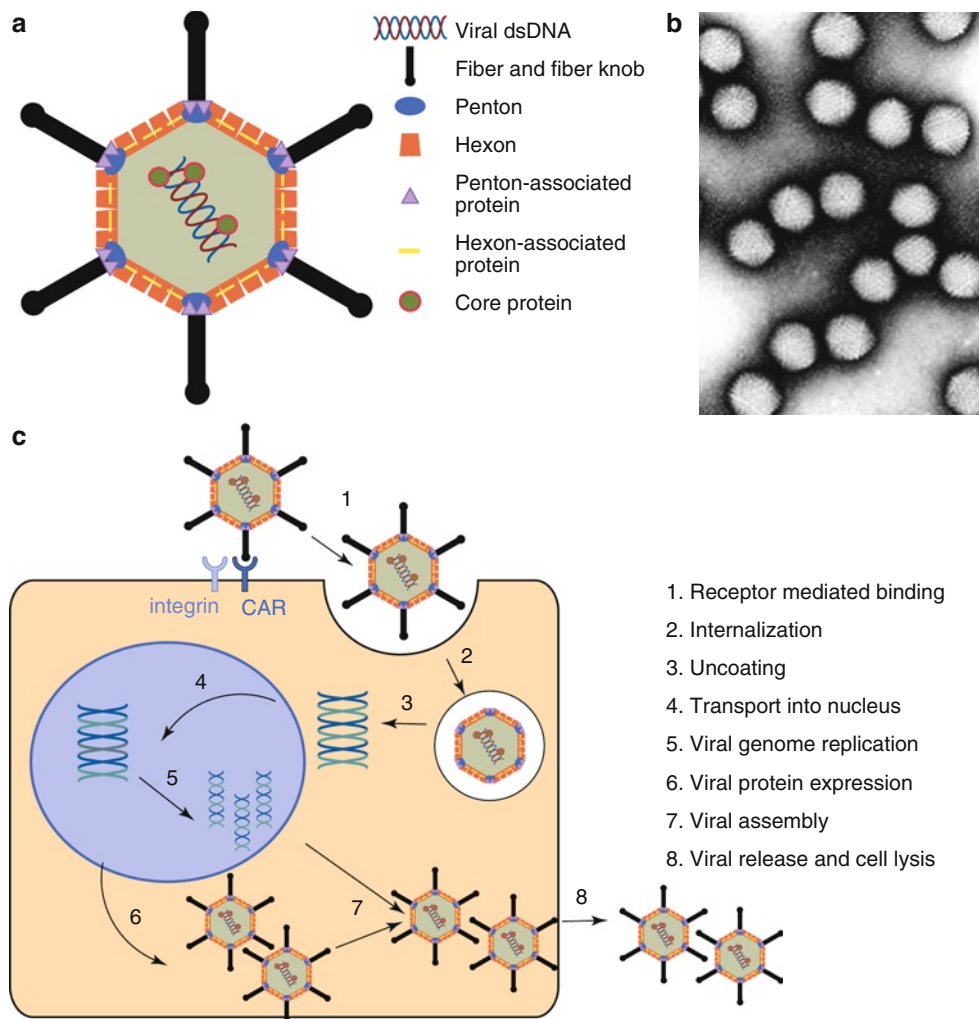 a
Viral dsDNA
Fiber and fiber knob
Penton
Hexon
Penton-associated
protein
Hexon-associated
protein
Core protein
b
c
1
integrin
CAR
2
3
4
5
6
7
8
1. Receptor mediated binding
2. Internalization
3. Uncoating
4. Transport into nucleus
5. Viral genome replication
6. Viral protein expression
7. Viral assembly
8. Viral release and cell lysis